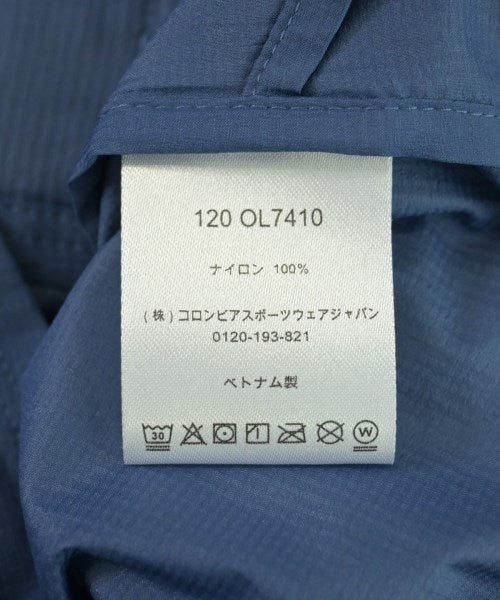 120 OL7410
ナイロン 100%
(株)コロンビアスポーツウェアジャパン
0120-193-821
ベトナム製
30
W